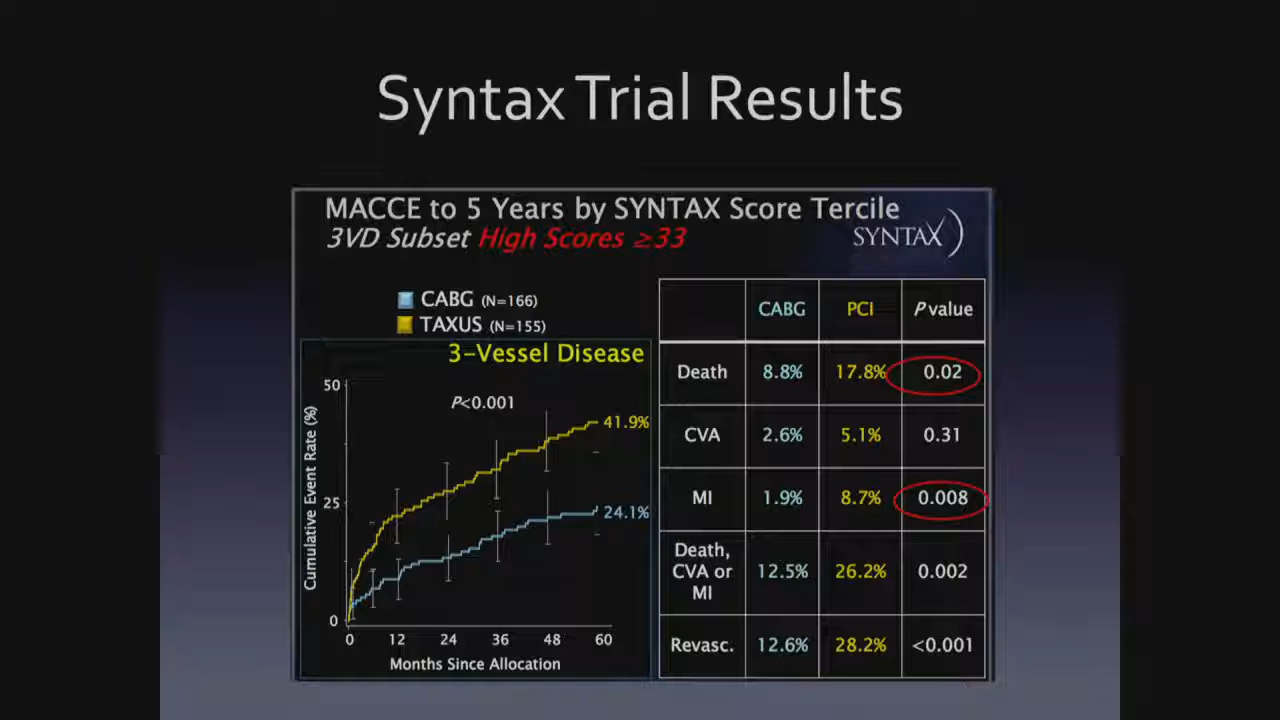 Syntax Trial Results
MACCE to 5 Years by SYNTAX Score Tercile
3VD Subset High Scores ≥33
SYNTAX
CABG (N=166)
TAXUS (N=155)
3-Vessel Disease
P<0.001
50
25
0
Cumulative Event Rate (%)
41.9%
24.1%
0 12 24 36 48 60
Months Since Allocation
CABG PCI P value
Death 8.8% 17.8% 0.02
CVA 2.6% 5.1% 0.31
MI 1.9% 8.7% 0.008
Death,
CVA or 12.5% 26.2% 0.002
MI
Revasc. 12.6% 28.2% <0.001